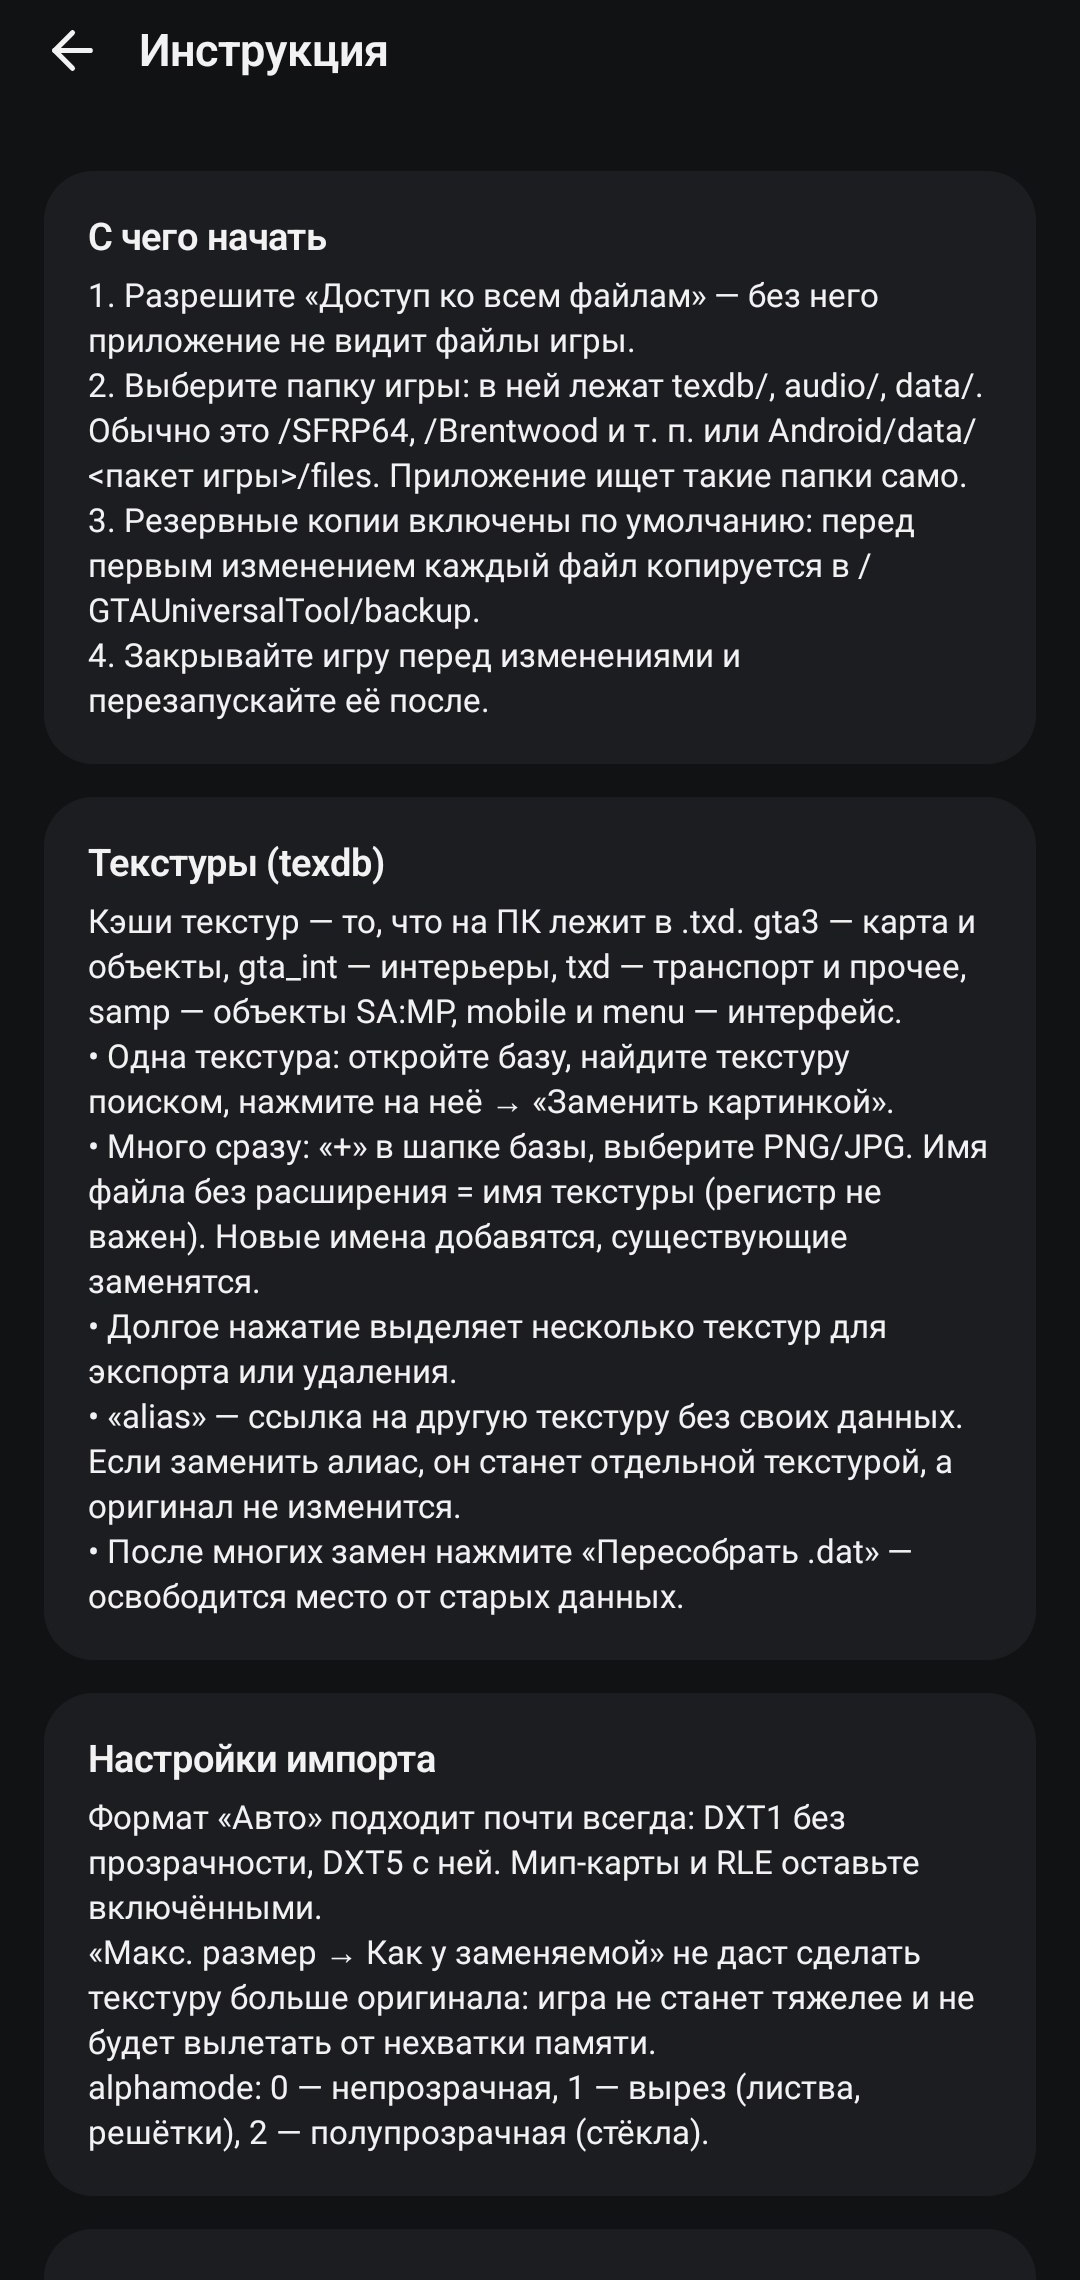 Инструкция
С чего начать
1. Разрешите «Доступ ко всем файлам» — без него
приложение не видит файлы игры.
2. Выберите папку игры: в ней лежат texdb/, audio/, data/.
Обычно это /SFRP64, /Brentwood и т. п. или Android/data/
<пакет игры>/files. Приложение ищет такие папки само.
3. Резервные копии включены по умолчанию: перед
первым изменением каждый файл копируется в /
GTAUniversalTool/backup.
4. Закрывайте игру перед изменениями и
перезапускайте её после.
Текстуры (texdb)
Кэши текстур — то, что на ПК лежит в .txd. gta3 — карта и
объекты, gta_int — интерьеры, txd — транспорт и прочее,
samp — объекты SA:MP, mobile и menu — интерфейс.
• Одна текстура: откройте базу, найдите текстуру
поиском, нажмите на неё → «Заменить картинкой».
• Много сразу: «+» в шапке базы, выберите PNG/JPG. Имя
файла без расширения = имя текстуры (регистр не
важен). Новые имена добавятся, существующие
заменятся.
• Долгое нажатие выделяет несколько текстур для
экспорта или удаления.
• «alias» — ссылка на другую текстуру без своих данных.
Если заменить алиас, он станет отдельной текстурой, а
оригинал не изменится.
• После многих замен нажмите «Пересобрать .dat» —
освободится место от старых данных.
Настройки импорта
Формат «Авто» подходит почти всегда: DXT1 без
прозрачности, DXT5 с ней. Мип-карты и RLE оставьте
включёнными.
«Макс. размер → Как у заменяемой» не даст сделать
текстуру больше оригинала: игра не станет тяжелее и не
будет вылетать от нехватки памяти.
alphamode: 0 — непрозрачная, 1 — вырез (листва,
решётки), 2 — полупрозрачная (стёкла).